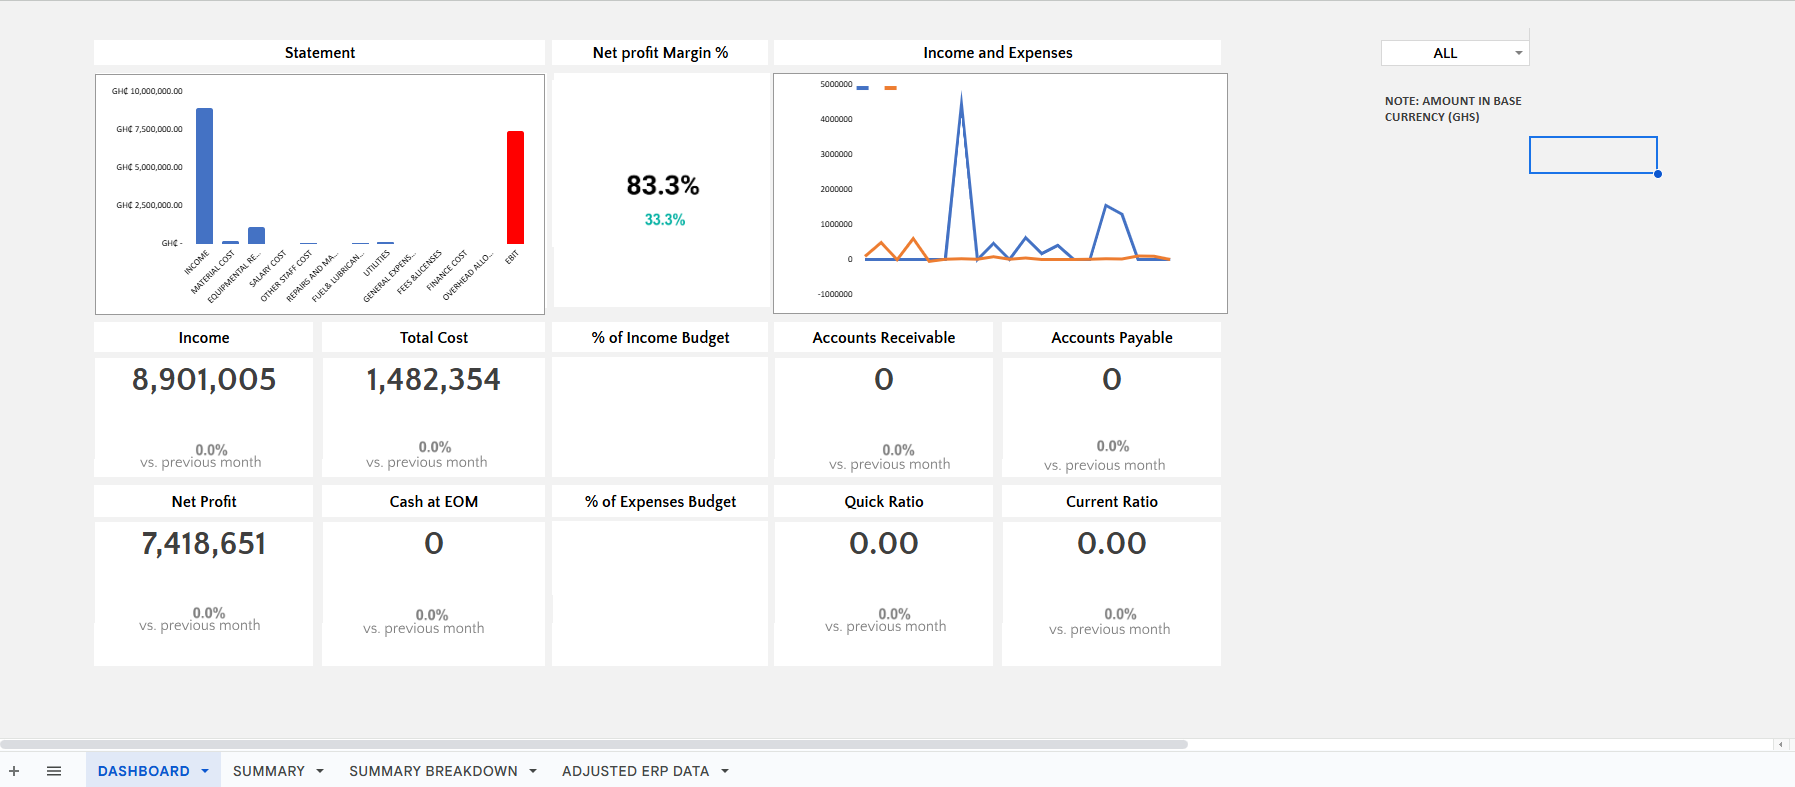 Statement
Net profit Margin %
Income and Expenses
ALL
NOTE: AMOUNT IN BASE
CURRENCY (GHS)
GH₵ 10,000,000.00
GH₵ 7,500,000.00
GH₵ 5,000,000.00
GH₵ 2,500,000.00
GH₵ -
INCOME
MATERIAL COST
EQUIPMENTAL RE...
SALARY COST
OTHER STAFF COST
REPAIRS AND MA...
FUEL& LUBRICAN...
UTILITIES
GENERAL EXPENS...
FEES &LICENSES
FINANCE COST
OVERHEAD ALLO...
EBIT
83.3%
33.3%
5000000
4000000
3000000
2000000
1000000
0
-1000000
Income
Total Cost
% of Income Budget
Accounts Receivable
Accounts Payable
8,901,005
1,482,354
0
0
0.0%
vs. previous month
0.0%
vs. previous month
0.0%
vs. previous month
0.0%
vs. previous month
Net Profit
Cash at EOM
% of Expenses Budget
Quick Ratio
Current Ratio
7,418,651
0
0.00
0.00
0.0%
vs. previous month
0.0%
vs. previous month
0.0%
vs. previous month
0.0%
vs. previous month
DASHBOARD
SUMMARY
SUMMARY BREAKDOWN
ADJUSTED ERP DATA